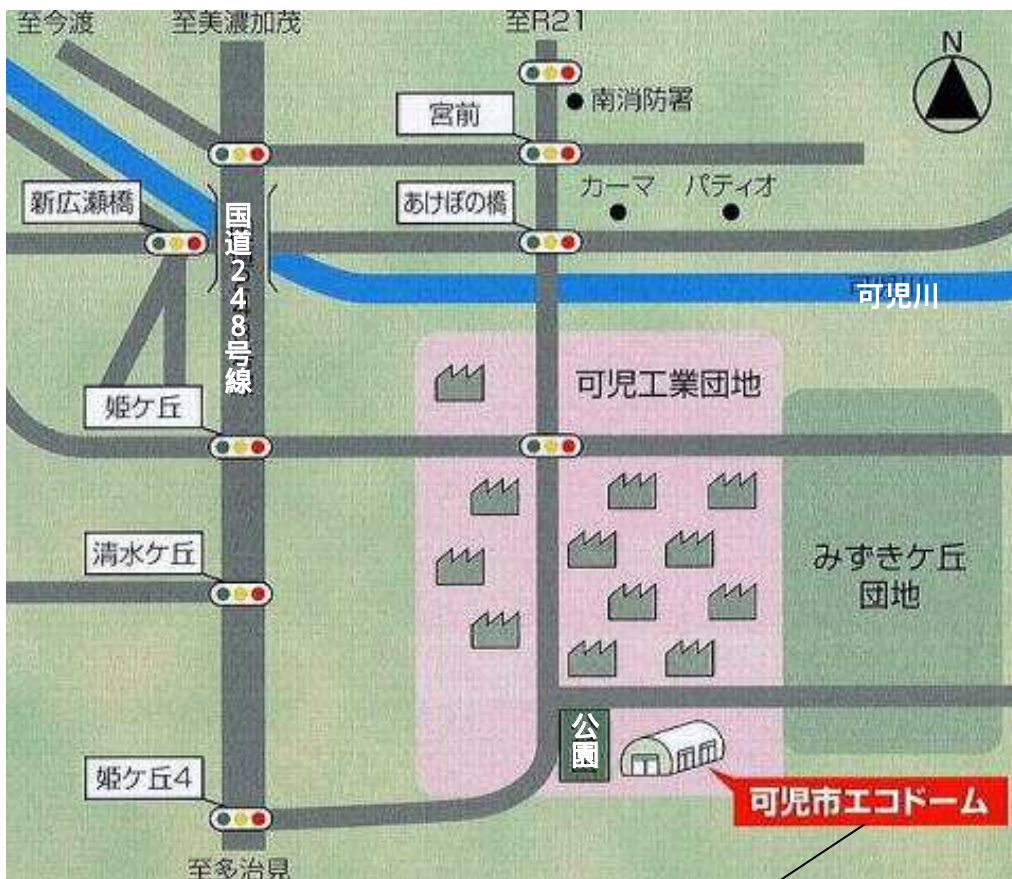 至今渡
至美濃加茂
至R21
N
南消防署
宮前
カーマ
パティオ
新広瀬橋
あけぼの橋
国道248号線
可児川
可児工業団地
姫ケ丘
清水ケ丘
みずきケ丘
団地
公園
姫ケ丘4
可児市エコドーム
至多治見